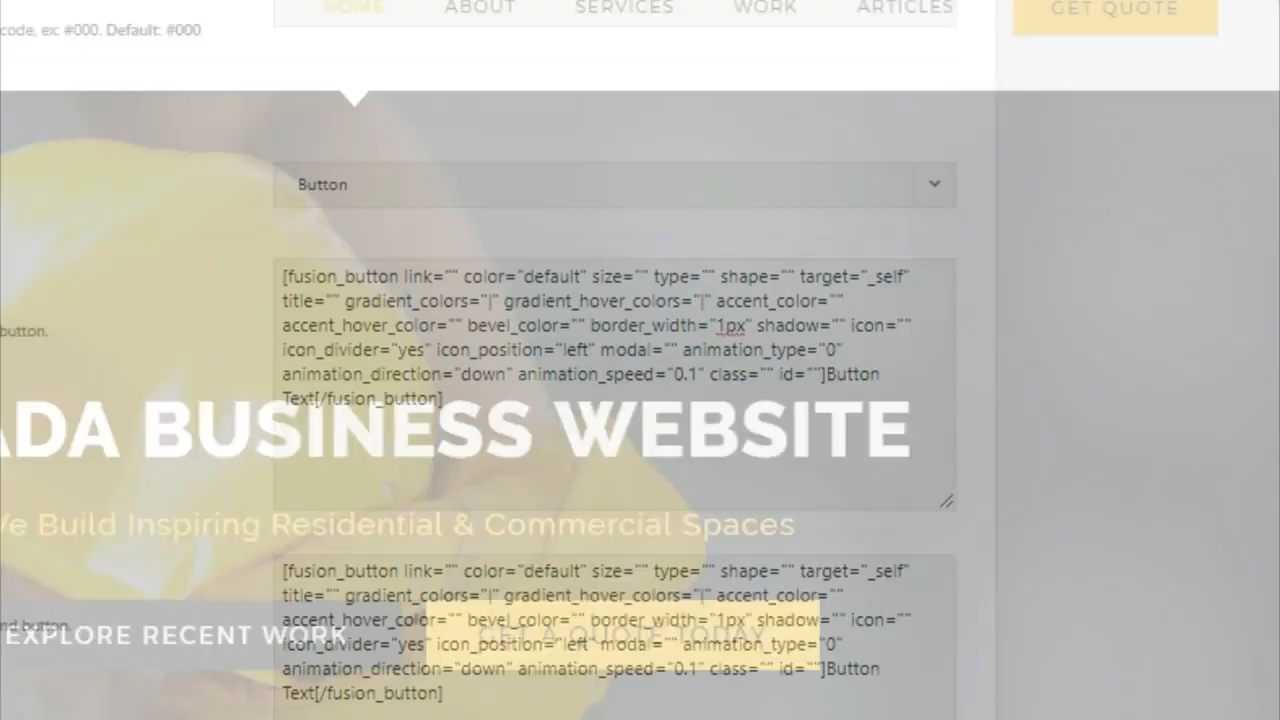 HOME ABOUT SERVICES WORK ARTICLES GET QUOTE
code, ex: #000. Default: #000
Button
[fusion_button link="" color="default" size="" type="" shape="" target="_self"
title="" gradient_colors="|" gradient_hover_colors="|" accent_color=""
accent_hover_color="" bevel_color="" border_width="1px" shadow="" icon=""
button.
icon_divider="yes" icon_position="left" modal="" animation_type="0"
animation_direction="down" animation_speed="0.1" class="" id=""]Button
Text[/fusion_button]
ADA BUSINESS WEBSITE
We Build Inspiring Residential & Commercial Spaces
[fusion_button link="" color="default" size="" type="" shape="" target="_self"
title="" gradient_colors="|" gradient_hover_colors="|" accent_color=""
accent_hover_color="" bevel_color="" border_width="1px" shadow="" icon=""
nd button.
EXPLORE RECENT WORK GET A QUOTE TODAY
icon_divider="yes" icon_position="left" modal="" animation_type="0"
animation_direction="down" animation_speed="0.1" class="" id=""]Button
Text[/fusion_button]